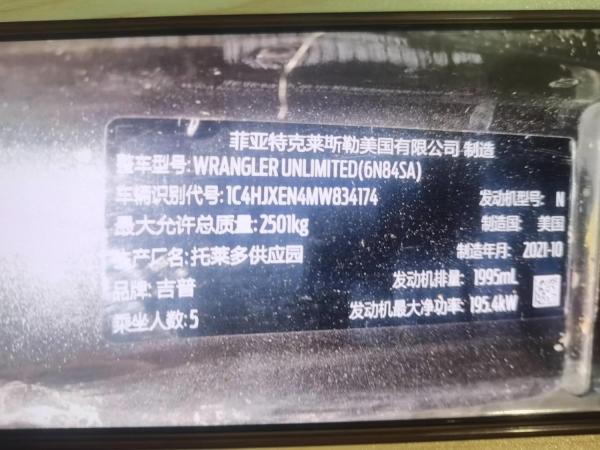 菲亚特克莱斯勒美国有限公司 制造
整车型号: WRANGLER UNLIMITED(6N84SA)
车辆识别代号: 1C4HJXEN4MW834174 发动机型号: N
最大允许总质量: 2501kg 制造国: 美国
生产厂名: 托莱多供应园 制造年月: 2021-10
品牌: 吉普 发动机排量: 1995mL
乘坐人数: 5 发动机最大净功率: 195.4kW